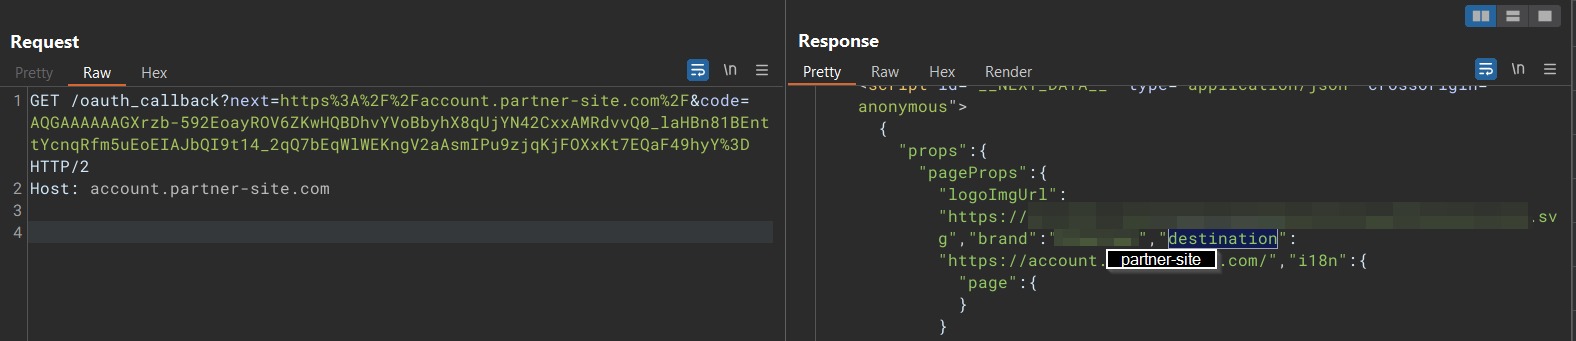 Request
Pretty Raw Hex
\n
1 GET /oauth_callback?next=https%3A%2F%2Faccount.partner-site.com%2F&code=
AQGAAAAAAGXrzb-592EoayROV6ZKwHQBDhvYVoBbyhX8qUjYN42CxxAMRdvvQ0_laHBn81BEnt
tYcnqRfm5uEoEIAJbQI9t14_2qQ7bEqWlWEKngV2aAsmIPu9zjqKjFOXxKt7EQaF49hyY%3D
HTTP/2
2 Host: account.partner-site.com
3
4
Response
Pretty Raw Hex Render
\n
<script id="__NEXT_DATA__" type="application/json" crossorigin=
anonymous">
{
"props":{
"pageProps":{
"logoImgUrl":
"https:// .sv
g","brand":" ","destination":
"https://account. partner-site .com/","i18n":{
"page":{
}
}